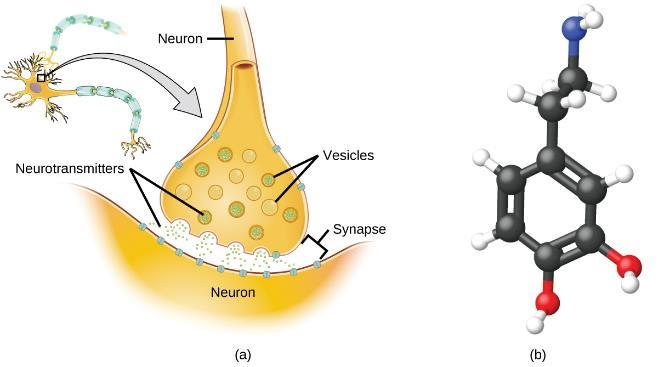 Neuron
Vesicles
Neurotransmitters
Synapse
Neuron
(a)
(b)